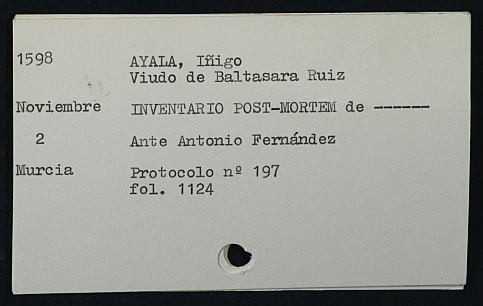 1598 AYALA, Iñigo
Viudo de Baltasara Ruiz
Noviembre INVENTARIO POST-MORTEM de ------
2 Ante Antonio Fernández
Murcia Protocolo nº 197
fol. 1124